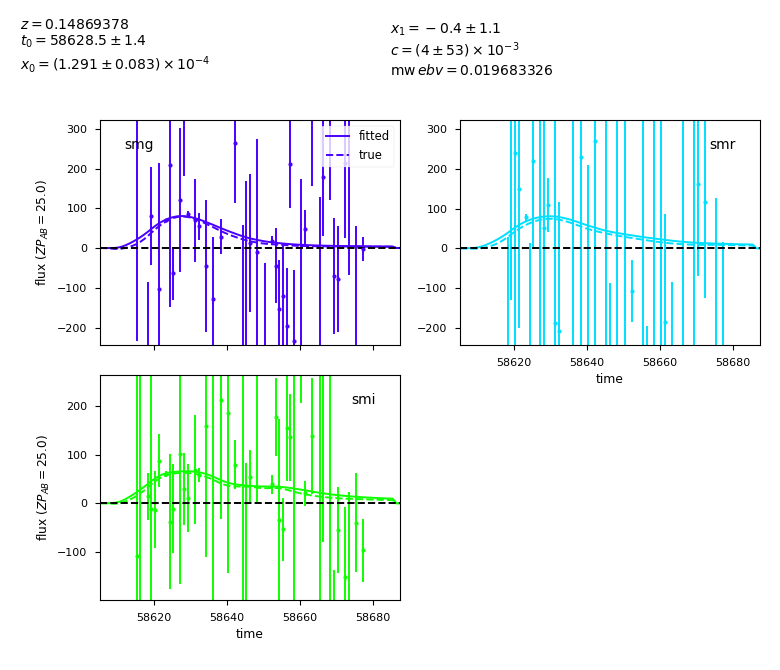 z = 0.14869378
t₀ = 58628.5 ± 1.4
x₀ = (1.291 ± 0.083) × 10⁻⁴
x₁ = −0.4 ± 1.1
c = (4 ± 53) × 10⁻³
mw ebv = 0.019683326
smg
fitted
true
300
200
100
0
−100
−200
flux (ZP_AB = 25.0)
smr
300
200
100
0
−100
−200
58620 58640 58660 58680
time
smi
200
100
0
−100
flux (ZP_AB = 25.0)
58620 58640 58660 58680
time